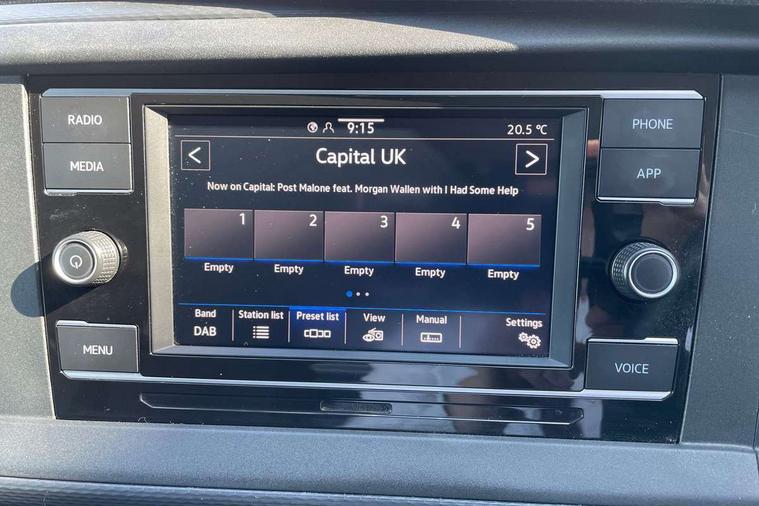 RADIO
MEDIA
MENU
PHONE
APP
VOICE
9:15
20.5 °C
<
Capital UK
>
Now on Capital: Post Malone feat. Morgan Wallen with I Had Some Help
1 2 3 4 5
Empty Empty Empty Empty Empty
Band Station list Preset list View Manual Settings
DAB